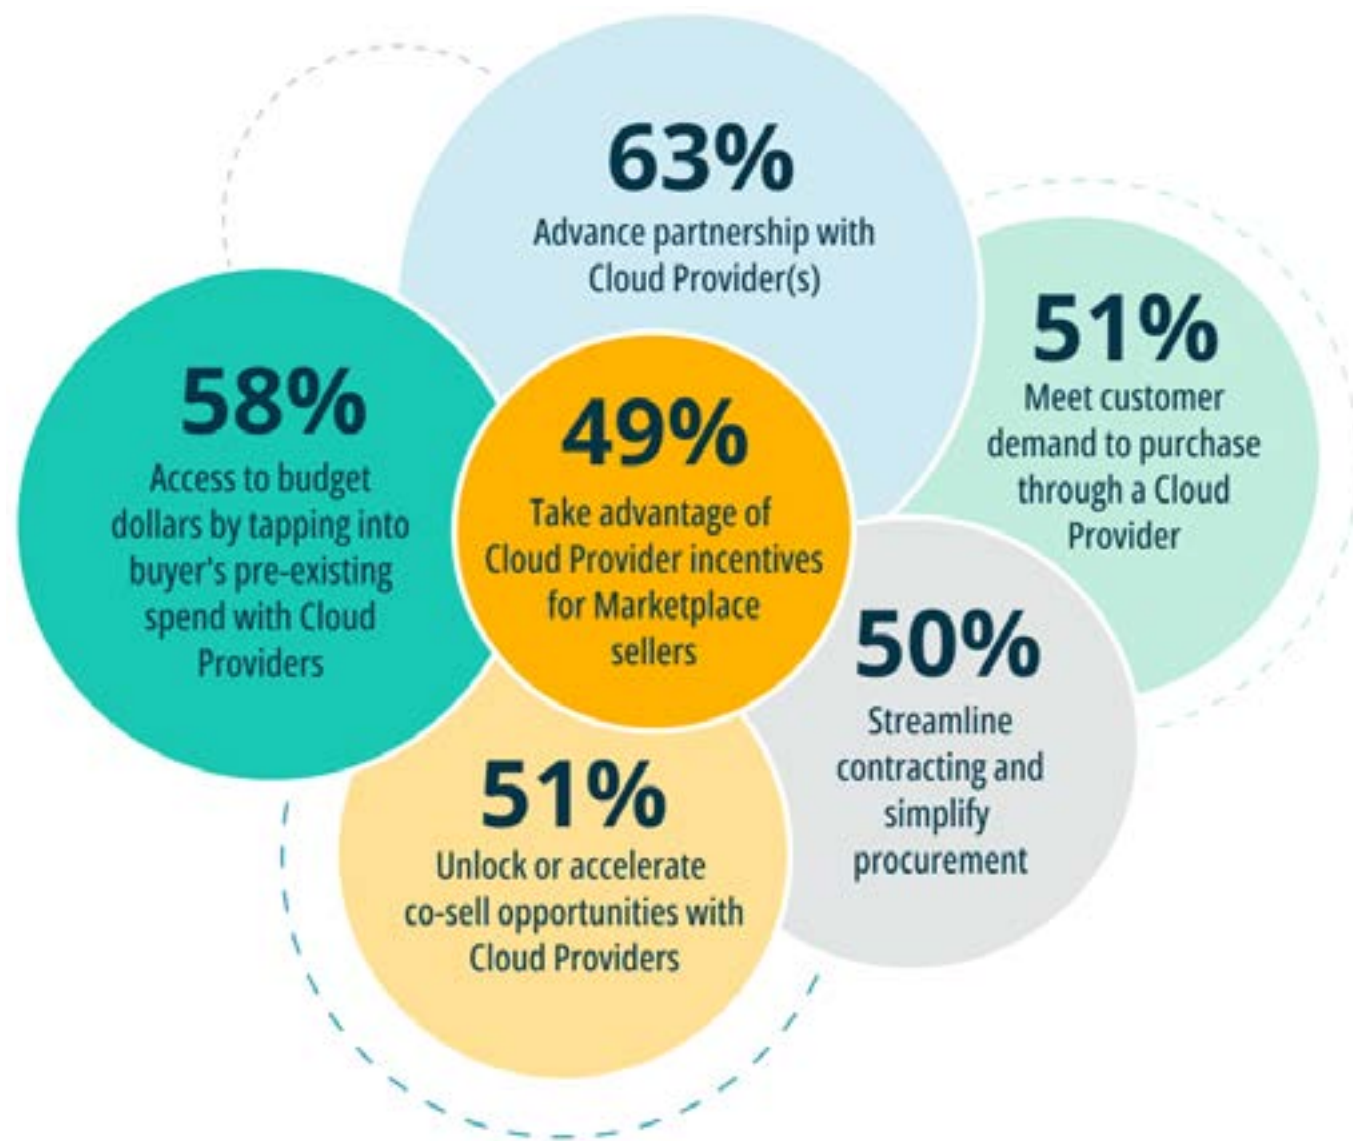 63%
Advance partnership with
Cloud Provider(s)
51%
Meet customer
demand to purchase
through a Cloud
Provider
58%
Access to budget
dollars by tapping into
buyer's pre-existing
spend with Cloud
Providers
49%
Take advantage of
Cloud Provider incentives
for Marketplace
sellers
50%
Streamline
contracting and
simplify
procurement
51%
Unlock or accelerate
co-sell opportunities with
Cloud Providers